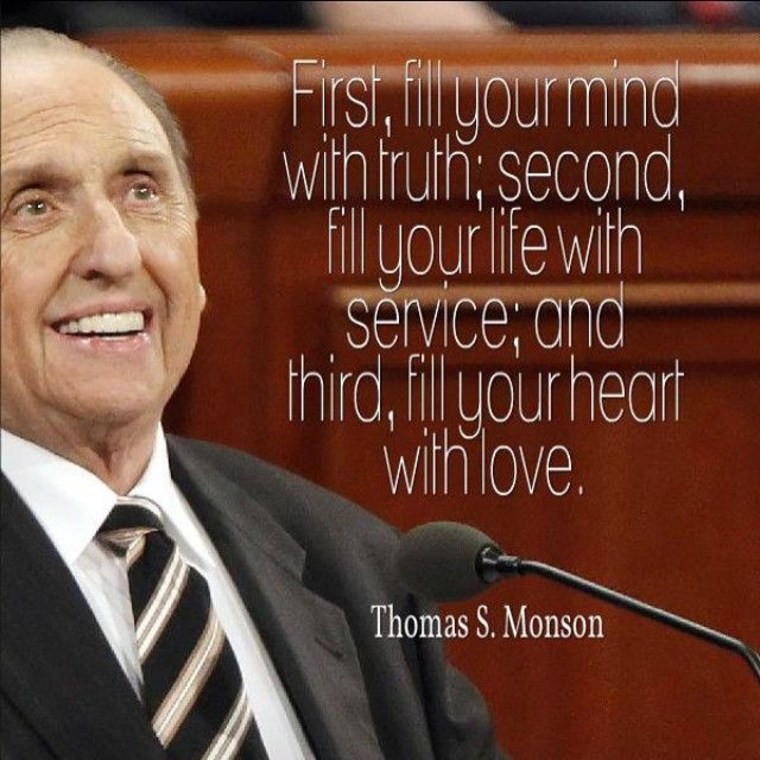 First, fill your mind
with truth; second,
fill your life with
service; and
third, fill your heart
with love.
Thomas S. Monson